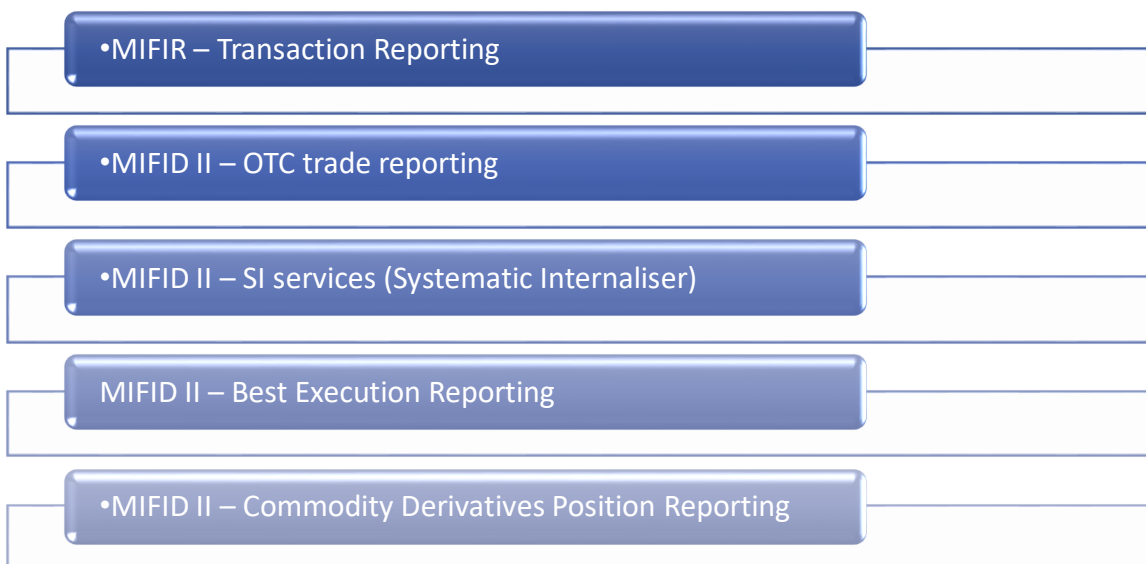 •MIFIR – Transaction Reporting
•MIFID II – OTC trade reporting
•MIFID II – SI services (Systematic Internaliser)
MIFID II – Best Execution Reporting
•MIFID II – Commodity Derivatives Position Reporting